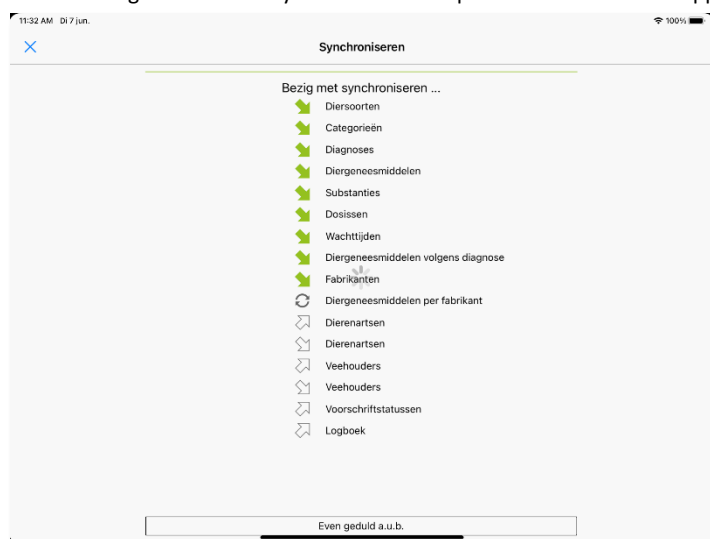 11:32 AM Di 7 jun.
100%
Synchroniseren
Bezig met synchroniseren ...
Diersoorten
Categorieën
Diagnoses
Diergeneesmiddelen
Substanties
Dosissen
Wachttijden
Diergeneesmiddelen volgens diagnose
Fabrikanten
Diergeneesmiddelen per fabrikant
Dierenartsen
Dierenartsen
Veehouders
Veehouders
Voorschriftstatussen
Logboek
Even geduld a.u.b.